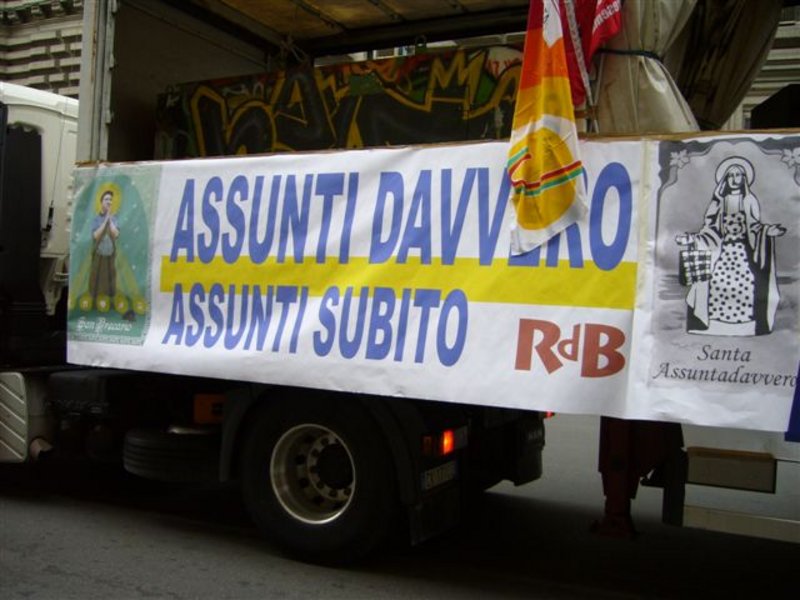 ASSUNTI DAVVERO
ASSUNTI SUBITO
RdB
San Precario
Santa
Assuntadavvero